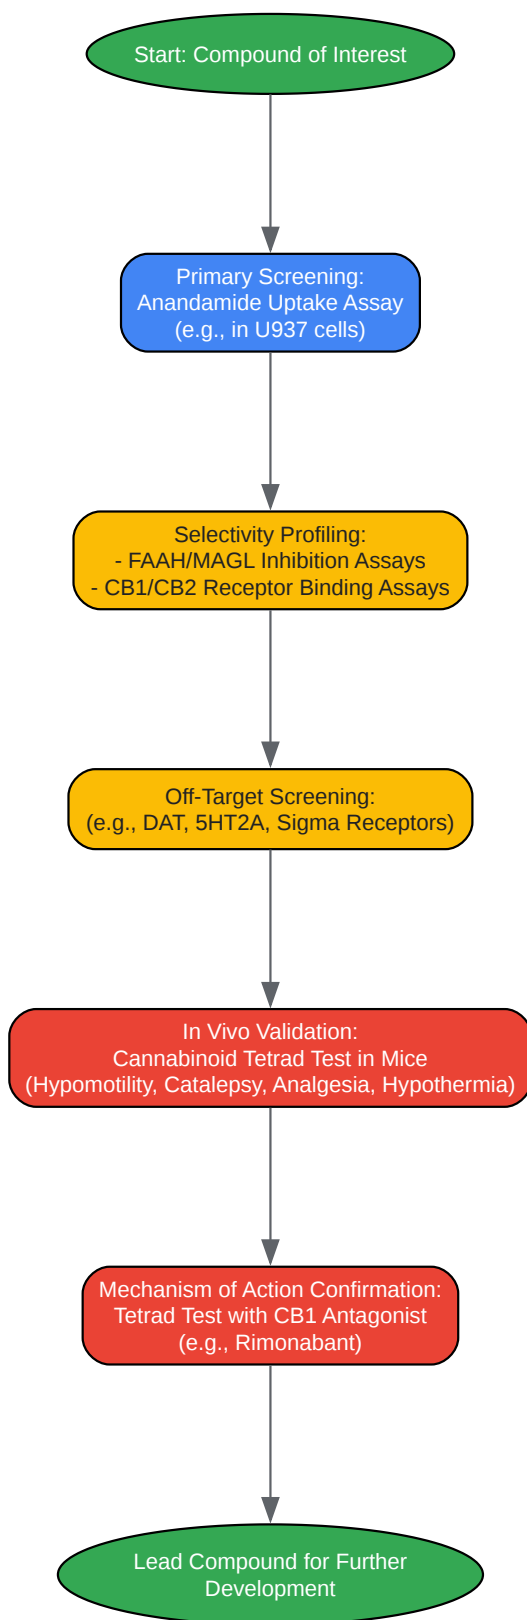 Start: Compound of Interest
Primary Screening:
Anandamide Uptake Assay
(e.g., in U937 cells)
Selectivity Profiling:
- FAAH/MAGL Inhibition Assays
- CB1/CB2 Receptor Binding Assays
Off-Target Screening:
(e.g., DAT, 5HT2A, Sigma Receptors)
In Vivo Validation:
Cannabinoid Tetrad Test in Mice
(Hypomotility, Catalepsy, Analgesia, Hypothermia)
Mechanism of Action Confirmation:
Tetrad Test with CB1 Antagonist
(e.g., Rimonabant)
Lead Compound for Further
Development